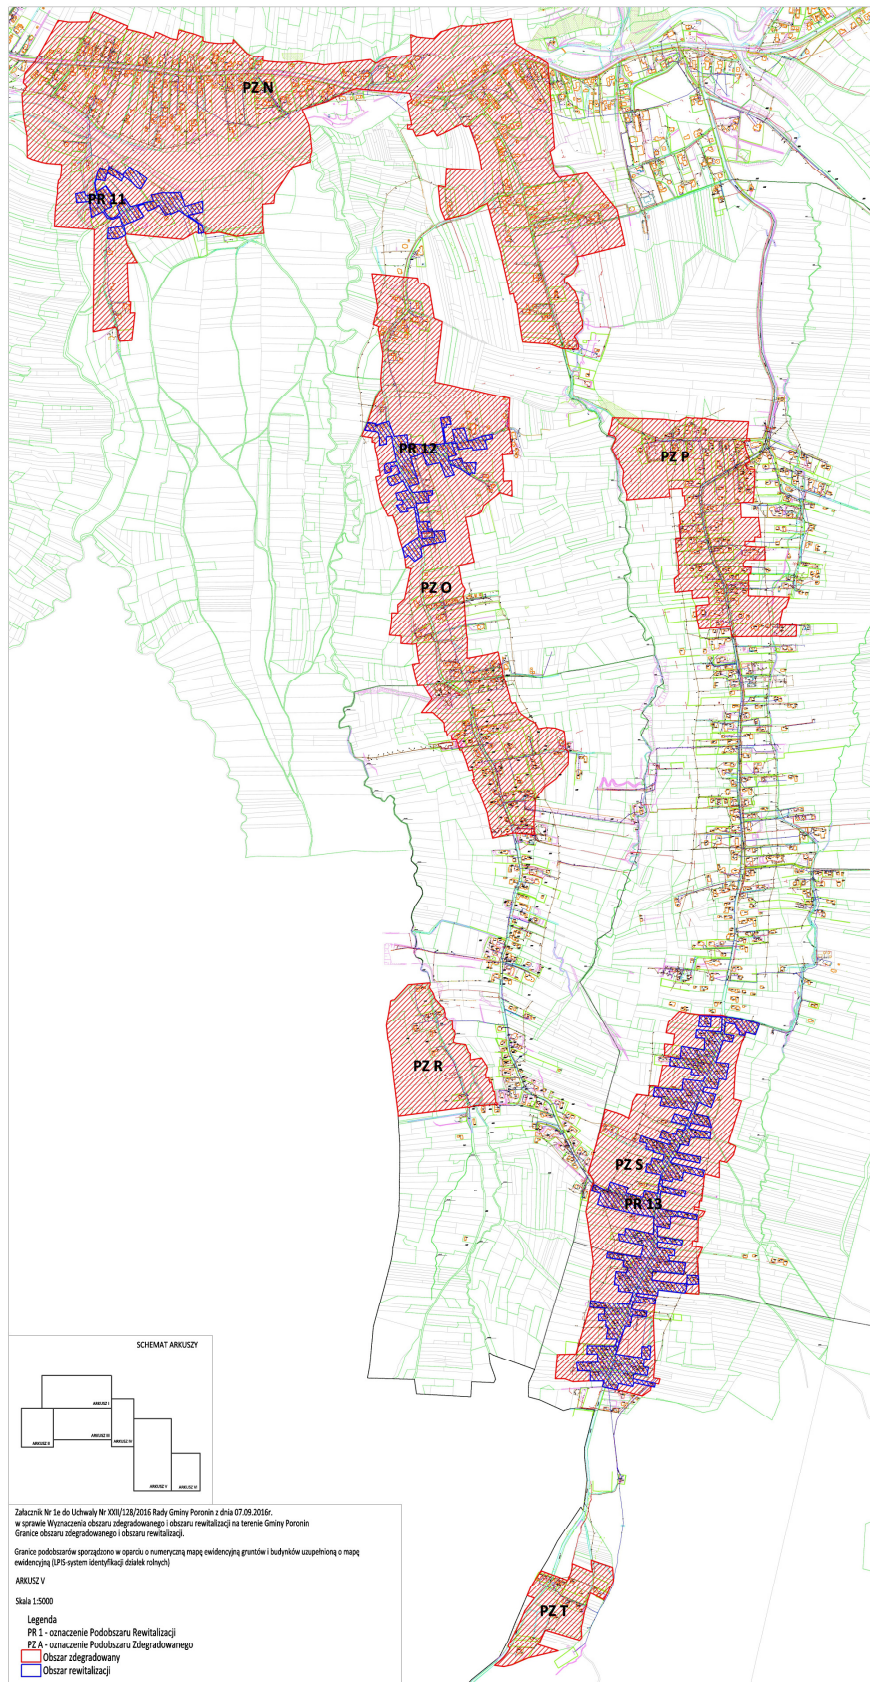 PZ N
PR 11
PR 12
PZ P
PZ O
PZ R
PZ S
PR 13
PZ T
SCHEMAT ARKUSZY
ARKUSZ I
ARKUSZ II
ARKUSZ III
ARKUSZ IV
ARKUSZ V
ARKUSZ VI
Załacznik Nr 1e do Uchwały Nr XXII/128/2016 Rady Gminy Poronin z dnia 07.09.2016r.
w sprawie Wyznaczenia obszaru zdegradowanego i obszaru rewitalizacji na terenie Gminy Poronin
Granice obszaru zdegradowanego i obszaru rewitalizacji.
Granice podobszarów sporządzono w oparciu o numeryczną mapę ewidencyjną gruntów i budynków uzupełnioną o mapę
ewidencyjną (LPIS-system identyfikacji działek rolnych)
ARKUSZ V
Skala 1:5000
Legenda
PR 1 - oznaczenie Podobszaru Rewitalizacji
PZ A - oznaczenie Podobszaru Zdegradowanego
Obszar zdegradowany
Obszar rewitalizacji